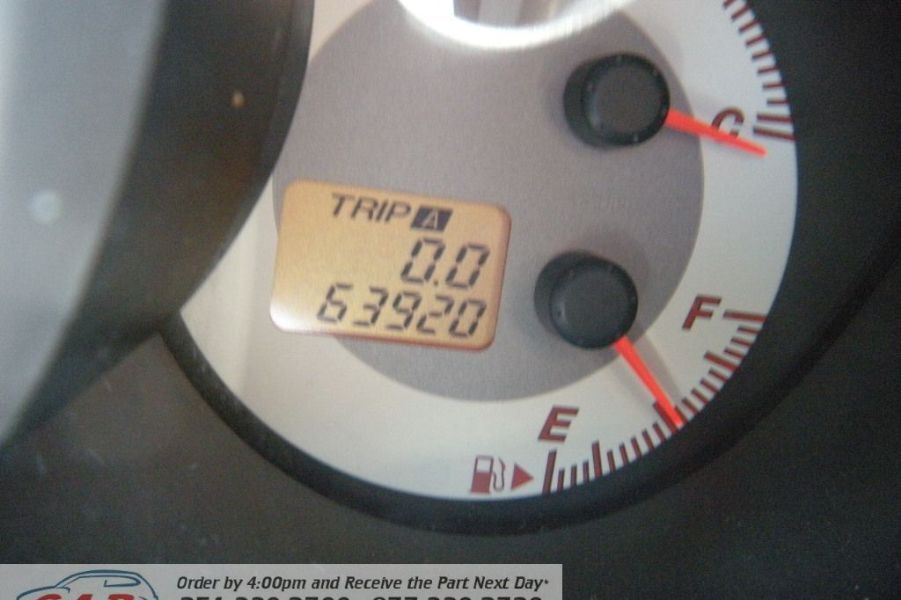 C
TRIP A
0.0
63920
F
E
Order by 4:00pm and Receive the Part Next Day*